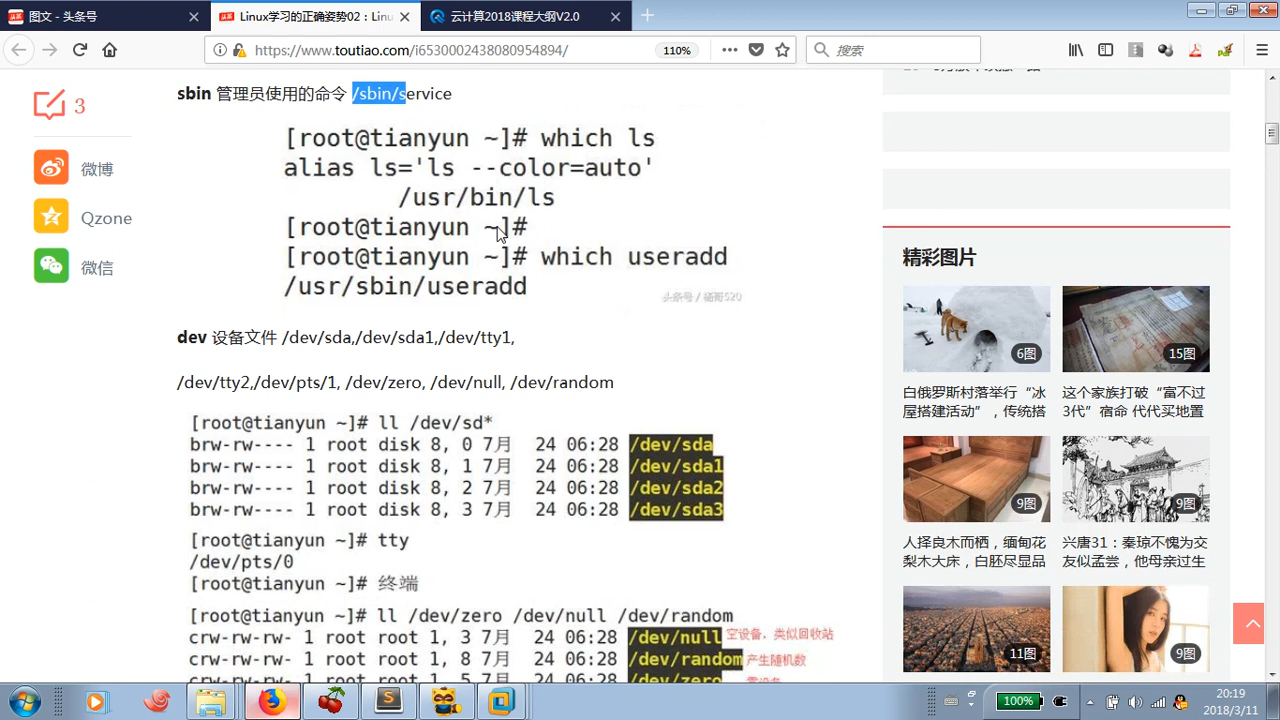 图文 - 头条号
Linux学习的正确姿势02：Linu
云计算2018课程大纲V2.0
https://www.toutiao.com/i6530002438080954894/
110%
搜索
3
微博
Qzone
微信
sbin 管理员使用的命令 /sbin/service
[root@tianyun ~]# which ls
alias ls='ls --color=auto'
/usr/bin/ls
[root@tianyun ~]#
[root@tianyun ~]# which useradd
/usr/sbin/useradd
dev 设备文件 /dev/sda,/dev/sda1,/dev/tty1,
/dev/tty2,/dev/pts/1, /dev/zero, /dev/null, /dev/random
[root@tianyun ~]# ll /dev/sd*
brw-rw---- 1 root disk 8, 0 7月 24 06:28 /dev/sda
brw-rw---- 1 root disk 8, 1 7月 24 06:28 /dev/sda1
brw-rw---- 1 root disk 8, 2 7月 24 06:28 /dev/sda2
brw-rw---- 1 root disk 8, 3 7月 24 06:28 /dev/sda3
[root@tianyun ~]# tty
/dev/pts/0
[root@tianyun ~]# 终端
[root@tianyun ~]# ll /dev/zero /dev/null /dev/random
crw-rw-rw- 1 root root 1, 3 7月 24 06:28 /dev/null 空设备，类似回收站
crw-rw-rw- 1 root root 1, 8 7月 24 06:28 /dev/random 产生随机数
crw-rw-rw- 1 root root 1, 5 7月 24 06:28 /dev/zero
精彩图片
6图
15图
白俄罗斯村落举行“冰
屋搭建活动”，传统搭
这个家族打破“富不过
3代”宿命 代代买地置
9图
9图
人择良木而栖，缅甸花
梨木大床，白胚尽显品
兴唐31：秦琼不愧为交
友似孟尝，他母亲过生
11图
9图
100%
20:19
2018/3/11